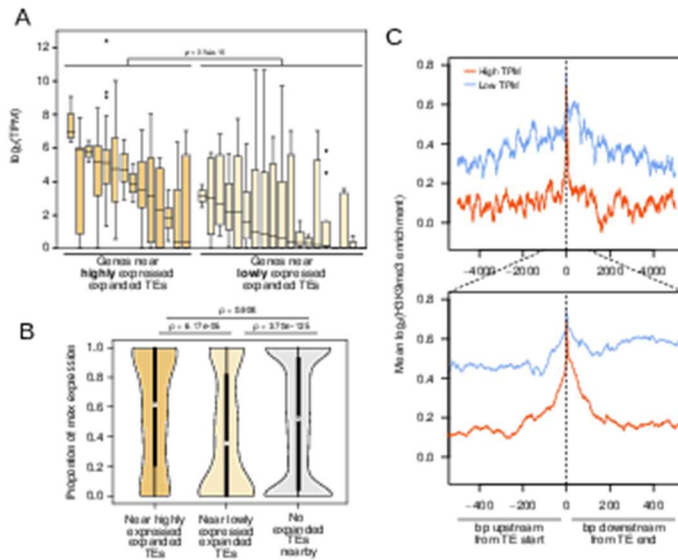 A
12
10
8
6
4
2
0
log₂(TPM)
Genes near
highly expressed
expanded TEs
Genes near
lowly expressed
expanded TEs
B
ρ = 0.908
ρ = 3.70e-125
1.0
0.8
0.6
0.4
0.2
0.0
Proportion of max expression
Near highly
expressed
expanded
TEs
Near lowly
expressed
expanded
TEs
No
expanded
TEs
nearby
C
High TPM
Low TPM
0.8
0.6
0.4
0.2
0.0
-4000
-2000
0
2000
4000
Mean log₂(H3K9me3 enrichment)
0.8
0.6
0.4
0.2
0.0
-400
-200
0
200
400
bp upstream
from TE start
bp downstream
from TE end